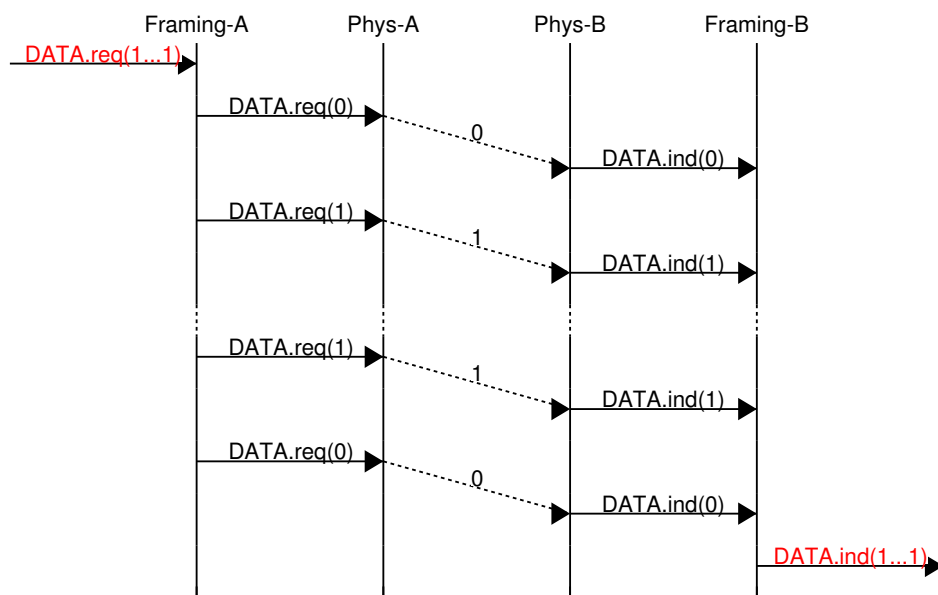 Framing-A Phys-A Phys-B Framing-B
DATA.req(1...1)
DATA.req(0)
0
DATA.ind(0)
DATA.req(1)
1
DATA.ind(1)
DATA.req(1)
1
DATA.ind(1)
DATA.req(0)
0
DATA.ind(0)
DATA.ind(1...1)